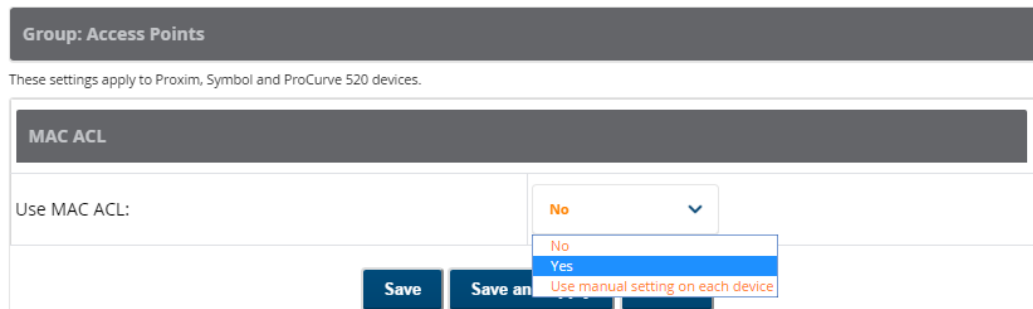 Group: Access Points
These settings apply to Proxim, Symbol and ProCurve 520 devices.
MAC ACL
Use MAC ACL:
No
No
Yes
Use manual setting on each device
Save
Save an